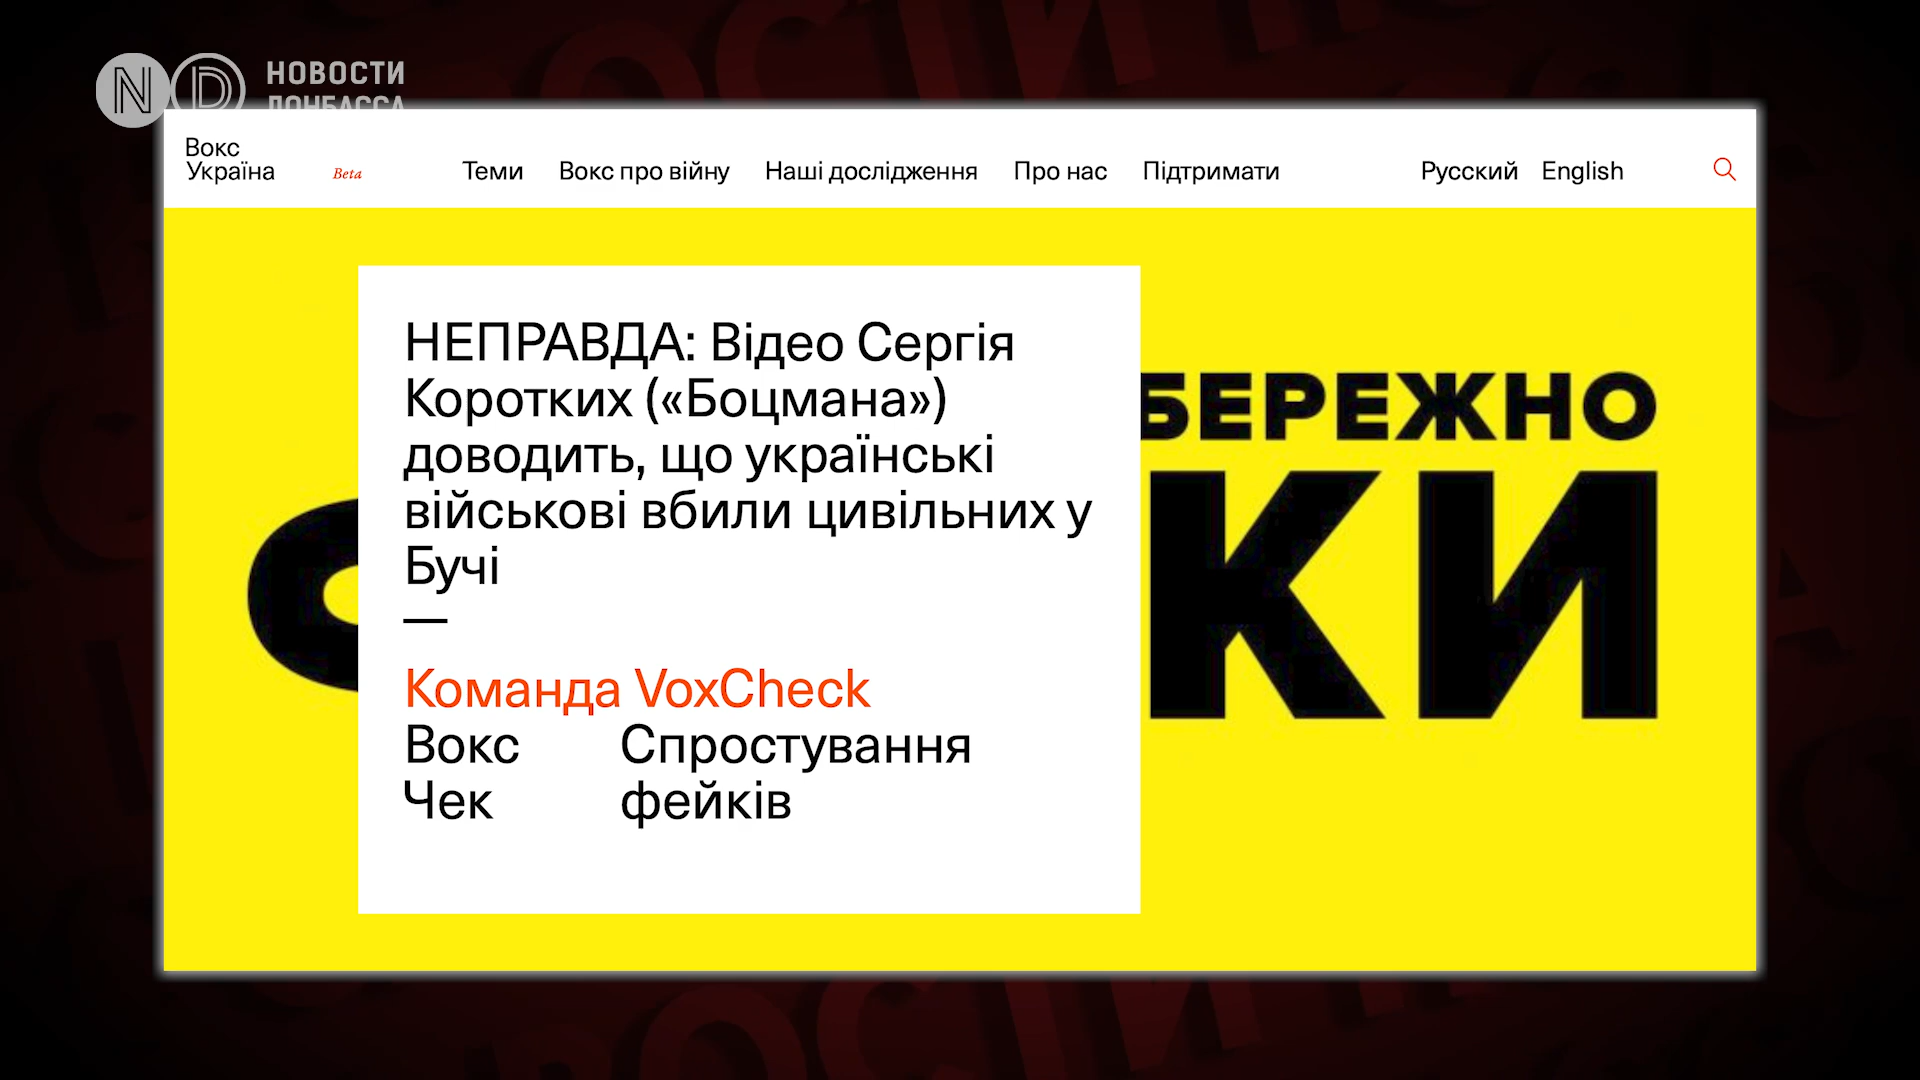 НОВОСТИ
ДОНБАССА
Вокс
Україна
Beta
Теми Вокс про війну Наші дослідження Про нас Підтримати Русский English
НЕПРАВДА: Відео Сергія
Коротких («Боцмана»)
доводить, що українські
військові вбили цивільних у
Бучі
Команда VoxCheck
Вокс Спростування
Чек фейків
БЕРЕЖНО
КИ